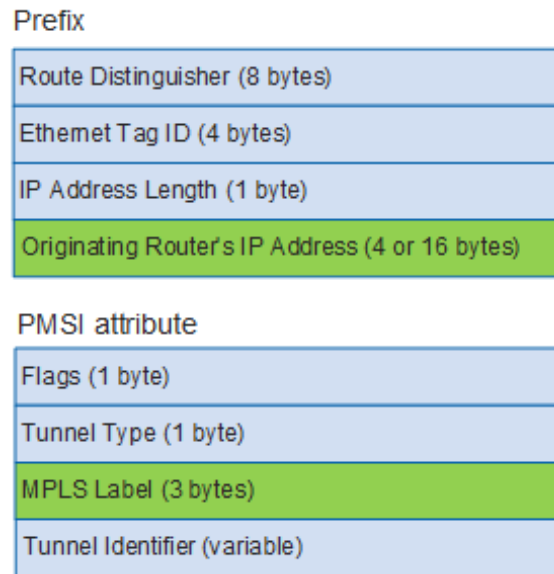 Prefix
Route Distinguisher (8 bytes)
Ethernet Tag ID (4 bytes)
IP Address Length (1 byte)
Originating Router's IP Address (4 or 16 bytes)
PMSI attribute
Flags (1 byte)
Tunnel Type (1 byte)
MPLS Label (3 bytes)
Tunnel Identifier (variable)